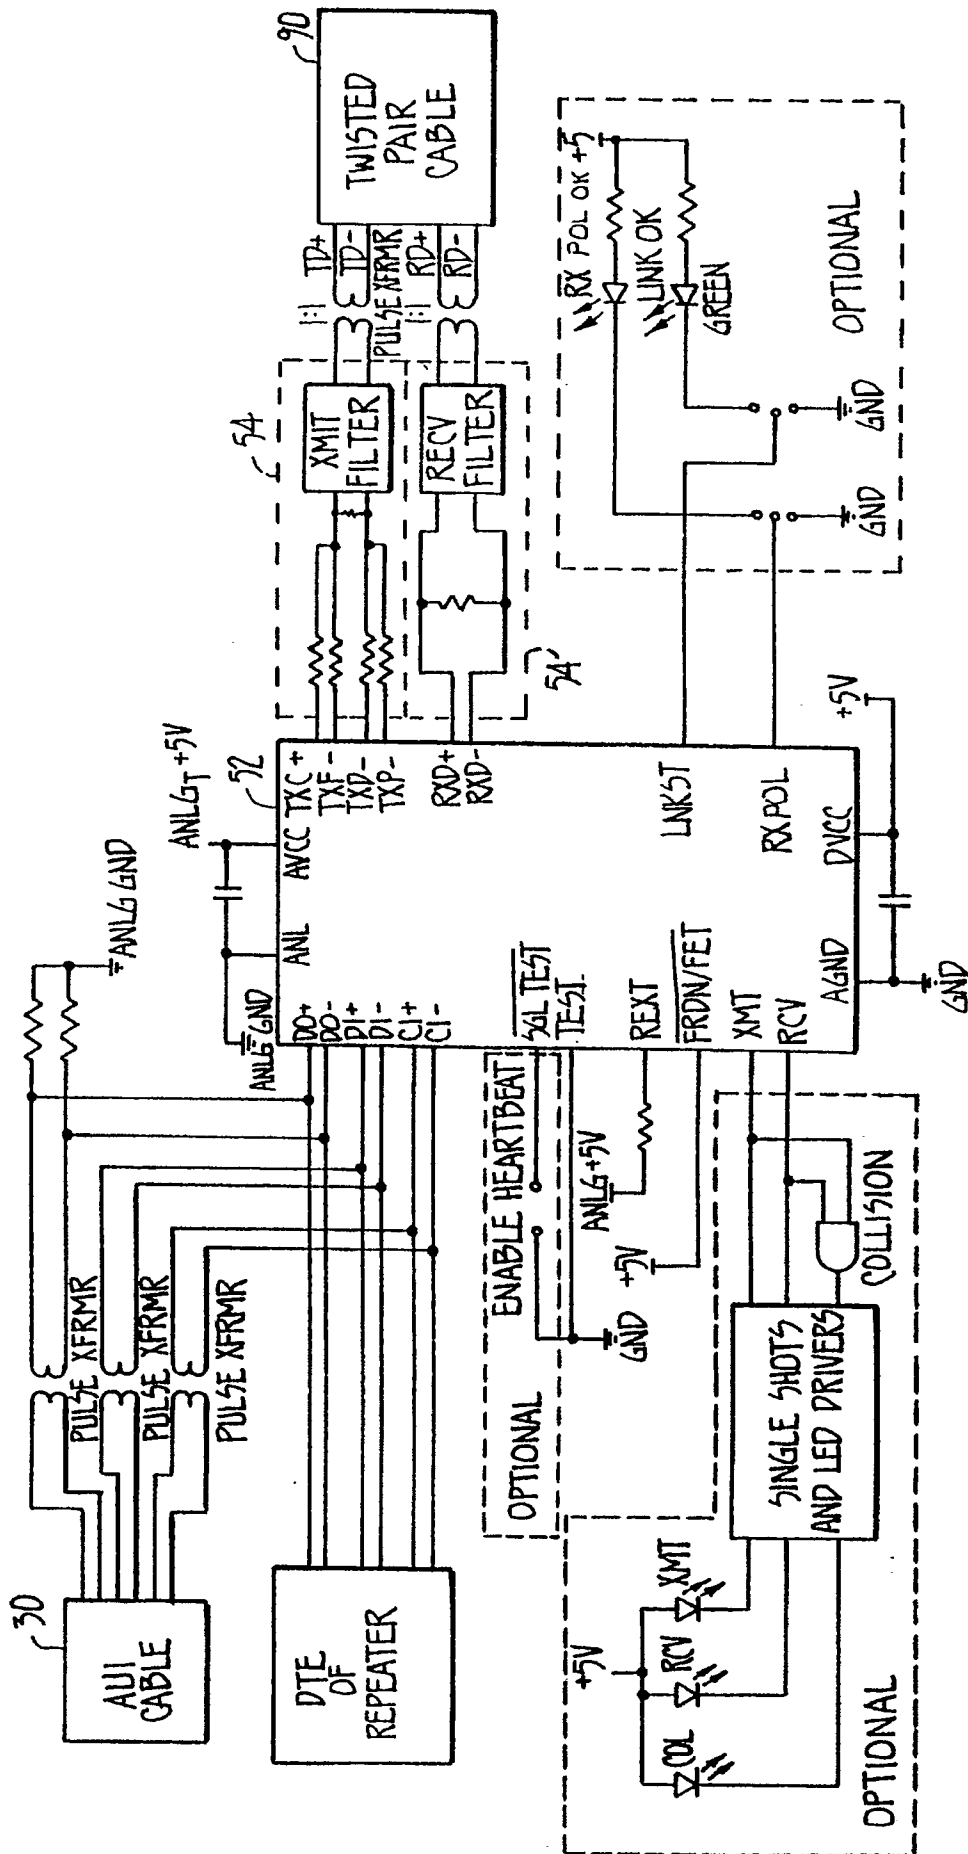 30
AUI
CABLE
DTE
OF
REPEATER
PULSE XFRMR
PULSE XFRMR
PULSE XFRMR
ANLG GND
ANLG GND
ANLGT +5V
52
ANL
AVCC
DO+
DO-
DI+
DI-
CI+
CI-
SGL TEST
TEST
REXT
FRDN/FET
XMT
RCV
AGND
DVCC
TXC+
TXF-
TXD-
TXP-
RXD+
RXD-
LNKST
RXPOL
GND
+5V
54
XMIT
FILTER
RECV
FILTER
54'
1:1
TD+
TD-
PULSE XFRMR
1:1
RD+
RD-
90
TWISTED
PAIR
CABLE
RX POL OK +5
LINK OK
GREEN
GND
GND
OPTIONAL
OPTIONAL
ENABLE HEARTBEAT
GND
ANLG +5V
+5V
+5V
COL
RCV
XMT
SINGLE SHOTS
AND LED DRIVERS
COLLISION
OPTIONAL